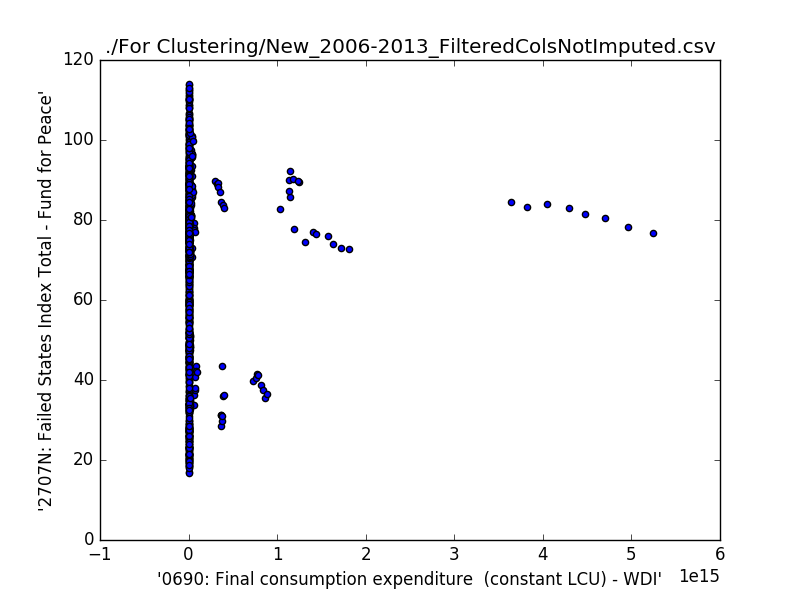 ./For Clustering/New_2006-2013_FilteredColsNotImputed.csv
120
100
80
60
40
20
0
'2707N: Failed States Index Total - Fund for Peace'
−1 0 1 2 3 4 5 6
1e15
'0690: Final consumption expenditure  (constant LCU) - WDI'